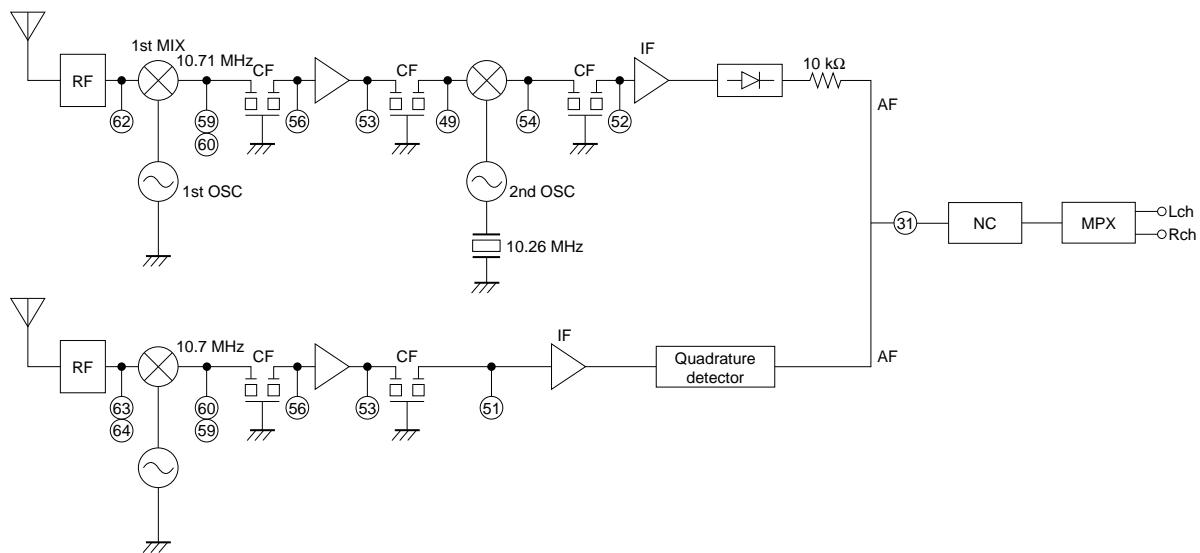 1st MIX
RF
10.71 MHz
CF
CF
CF
IF
10 kΩ
AF
62
59
60
56
53
49
54
52
1st OSC
2nd OSC
10.26 MHz
31
NC
MPX
Lch
Rch
RF
10.7 MHz
CF
CF
IF
Quadrature
detector
AF
63
64
60
59
56
53
51